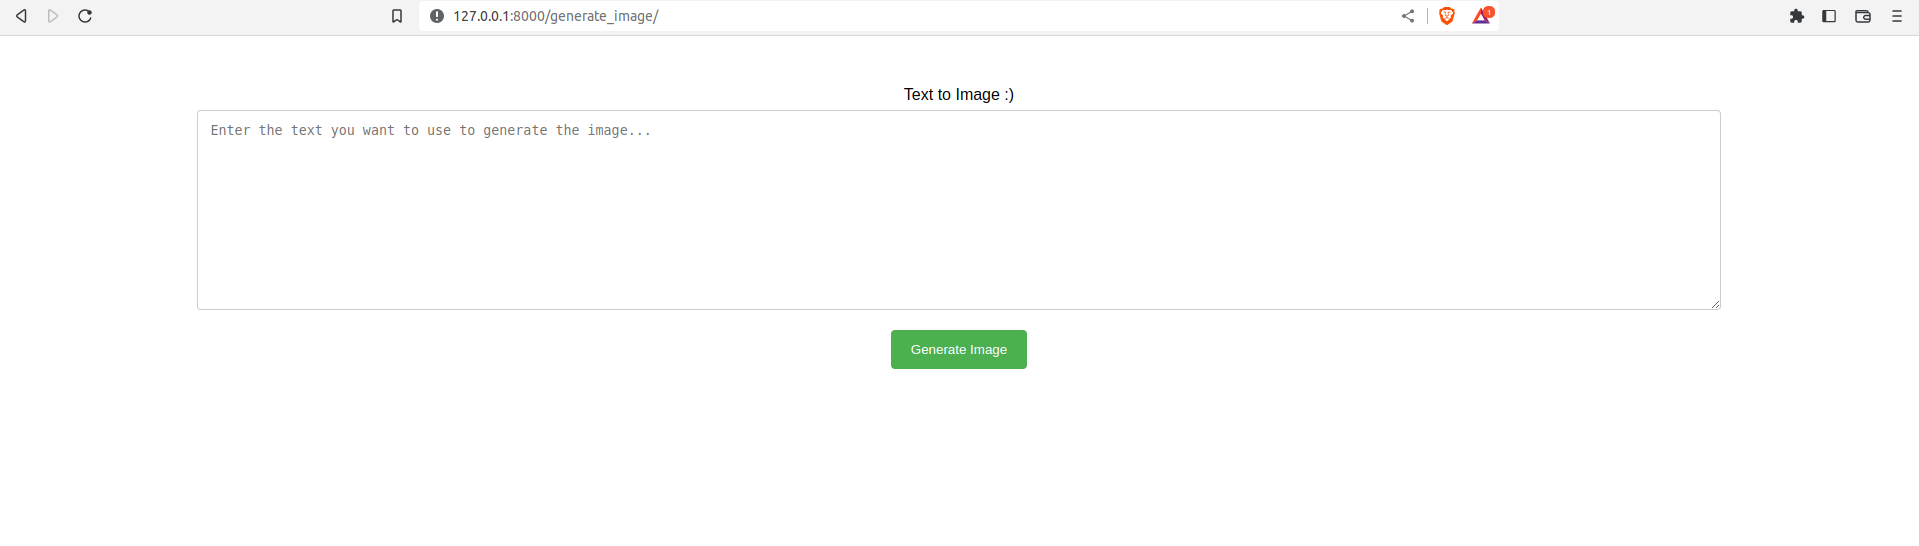 127.0.0.1:8000/generate_image/
1
Text to Image :)
Enter the text you want to use to generate the image...
Generate Image